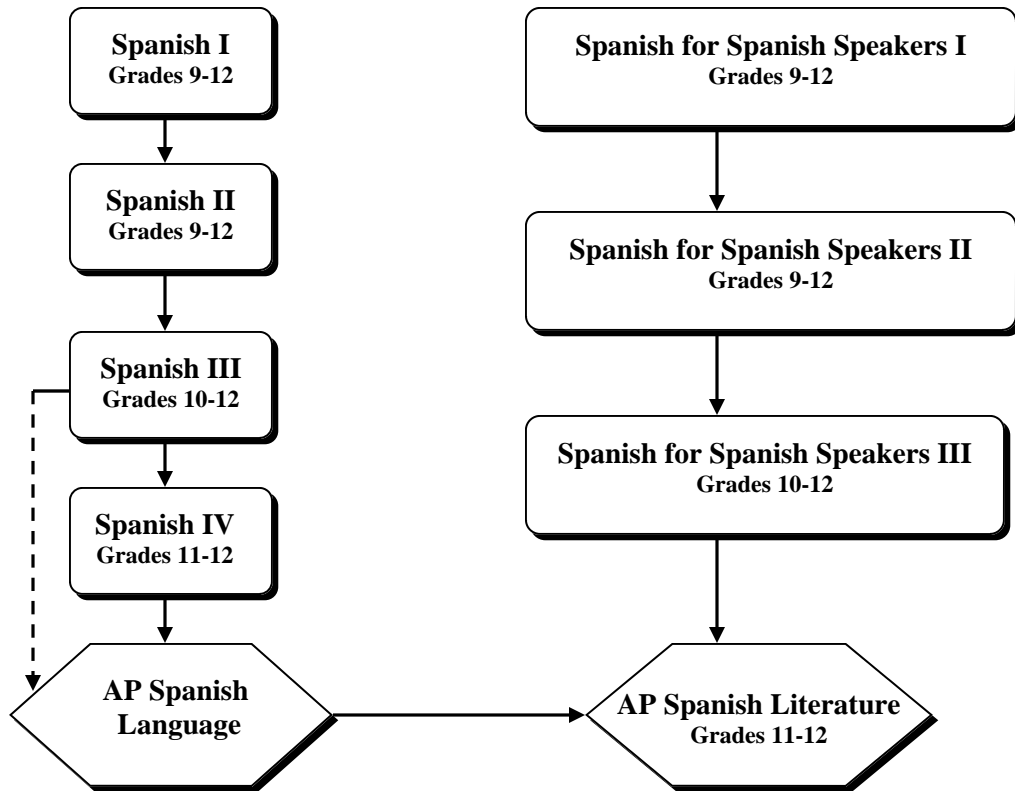 Spanish I
Grades 9-12
Spanish II
Grades 9-12
Spanish III
Grades 10-12
Spanish IV
Grades 11-12
AP Spanish
Language
Spanish for Spanish Speakers I
Grades 9-12
Spanish for Spanish Speakers II
Grades 9-12
Spanish for Spanish Speakers III
Grades 10-12
AP Spanish Literature
Grades 11-12